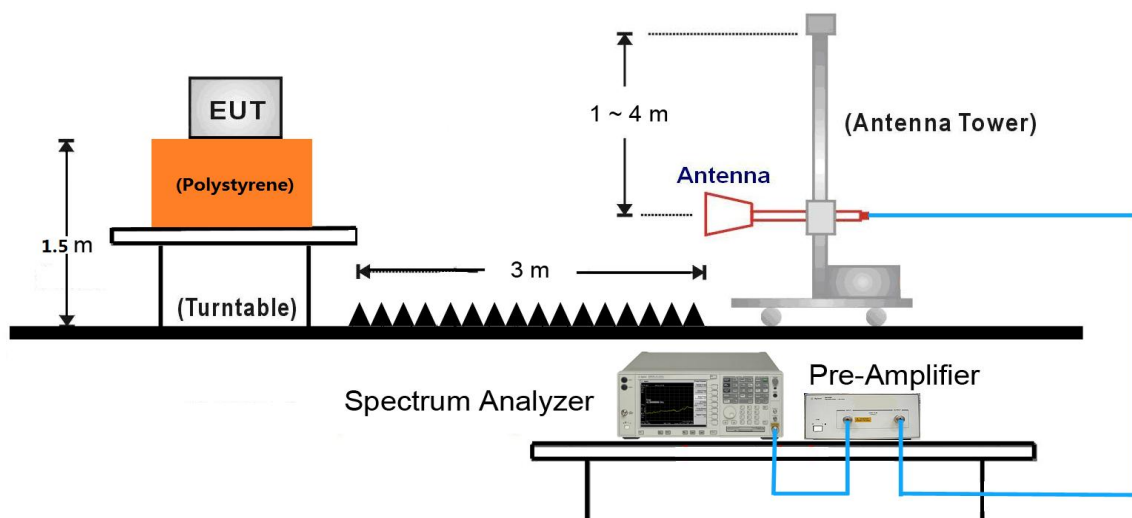 EUT
(Polystyrene)
1.5 m
(Turntable)
3 m
1 ~ 4 m
Antenna
(Antenna Tower)
Spectrum Analyzer
Pre-Amplifier